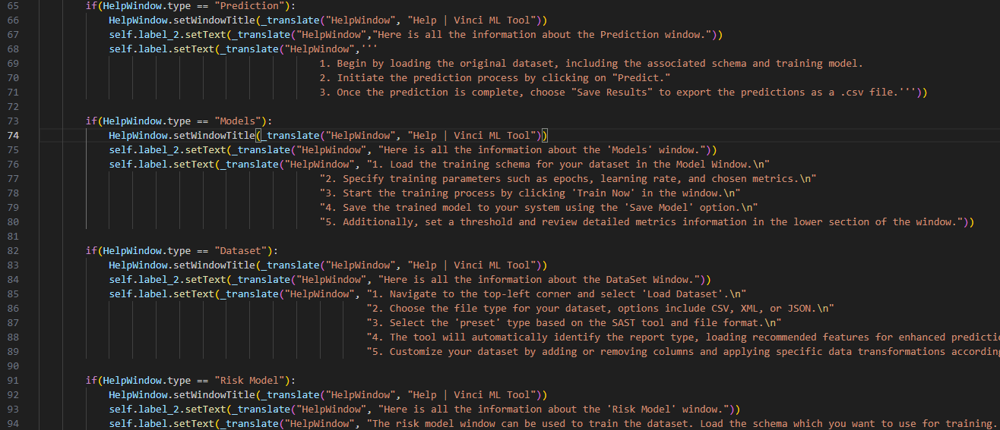 65 if(HelpWindow.type == "Prediction"):
66 HelpWindow.setWindowTitle(_translate("HelpWindow", "Help | Vinci ML Tool"))
67 self.label_2.setText(_translate("HelpWindow","Here is all the information about the Prediction window."))
68 self.label.setText(_translate("HelpWindow",'''
69 1. Begin by loading the original dataset, including the associated schema and training model.
70 2. Initiate the prediction process by clicking on "Predict."
71 3. Once the prediction is complete, choose "Save Results" to export the predictions as a .csv file.'''))
72
73 if(HelpWindow.type == "Models"):
74 HelpWindow.setWindowTitle(_translate("HelpWindow", "Help | Vinci ML Tool"))
75 self.label_2.setText(_translate("HelpWindow", "Here is all the information about the 'Models' window."))
76 self.label.setText(_translate("HelpWindow", "1. Load the training schema for your dataset in the Model Window.\n"
77 "2. Specify training parameters such as epochs, learning rate, and chosen metrics.\n"
78 "3. Start the training process by clicking 'Train Now' in the window.\n"
79 "4. Save the trained model to your system using the 'Save Model' option.\n"
80 "5. Additionally, set a threshold and review detailed metrics information in the lower section of the window."))
81
82 if(HelpWindow.type == "Dataset"):
83 HelpWindow.setWindowTitle(_translate("HelpWindow", "Help | Vinci ML Tool"))
84 self.label_2.setText(_translate("HelpWindow", "Here is all the information about the DataSet Window."))
85 self.label.setText(_translate("HelpWindow", "1. Navigate to the top-left corner and select 'Load Dataset'.\n"
86 "2. Choose the file type for your dataset, options include CSV, XML, or JSON.\n"
87 "3. Select the 'preset' type based on the SAST tool and file format.\n"
88 "4. The tool will automatically identify the report type, loading recommended features for enhanced predictio
89 "5. Customize your dataset by adding or removing columns and applying specific data transformations according
90
91 if(HelpWindow.type == "Risk Model"):
92 HelpWindow.setWindowTitle(_translate("HelpWindow", "Help | Vinci ML Tool"))
93 self.label_2.setText(_translate("HelpWindow", "Here is all the information about the 'Risk Model' window."))
94 self.label.setText(_translate("HelpWindow", "The risk model window can be used to train the dataset. Load the schema which you want to use for training.